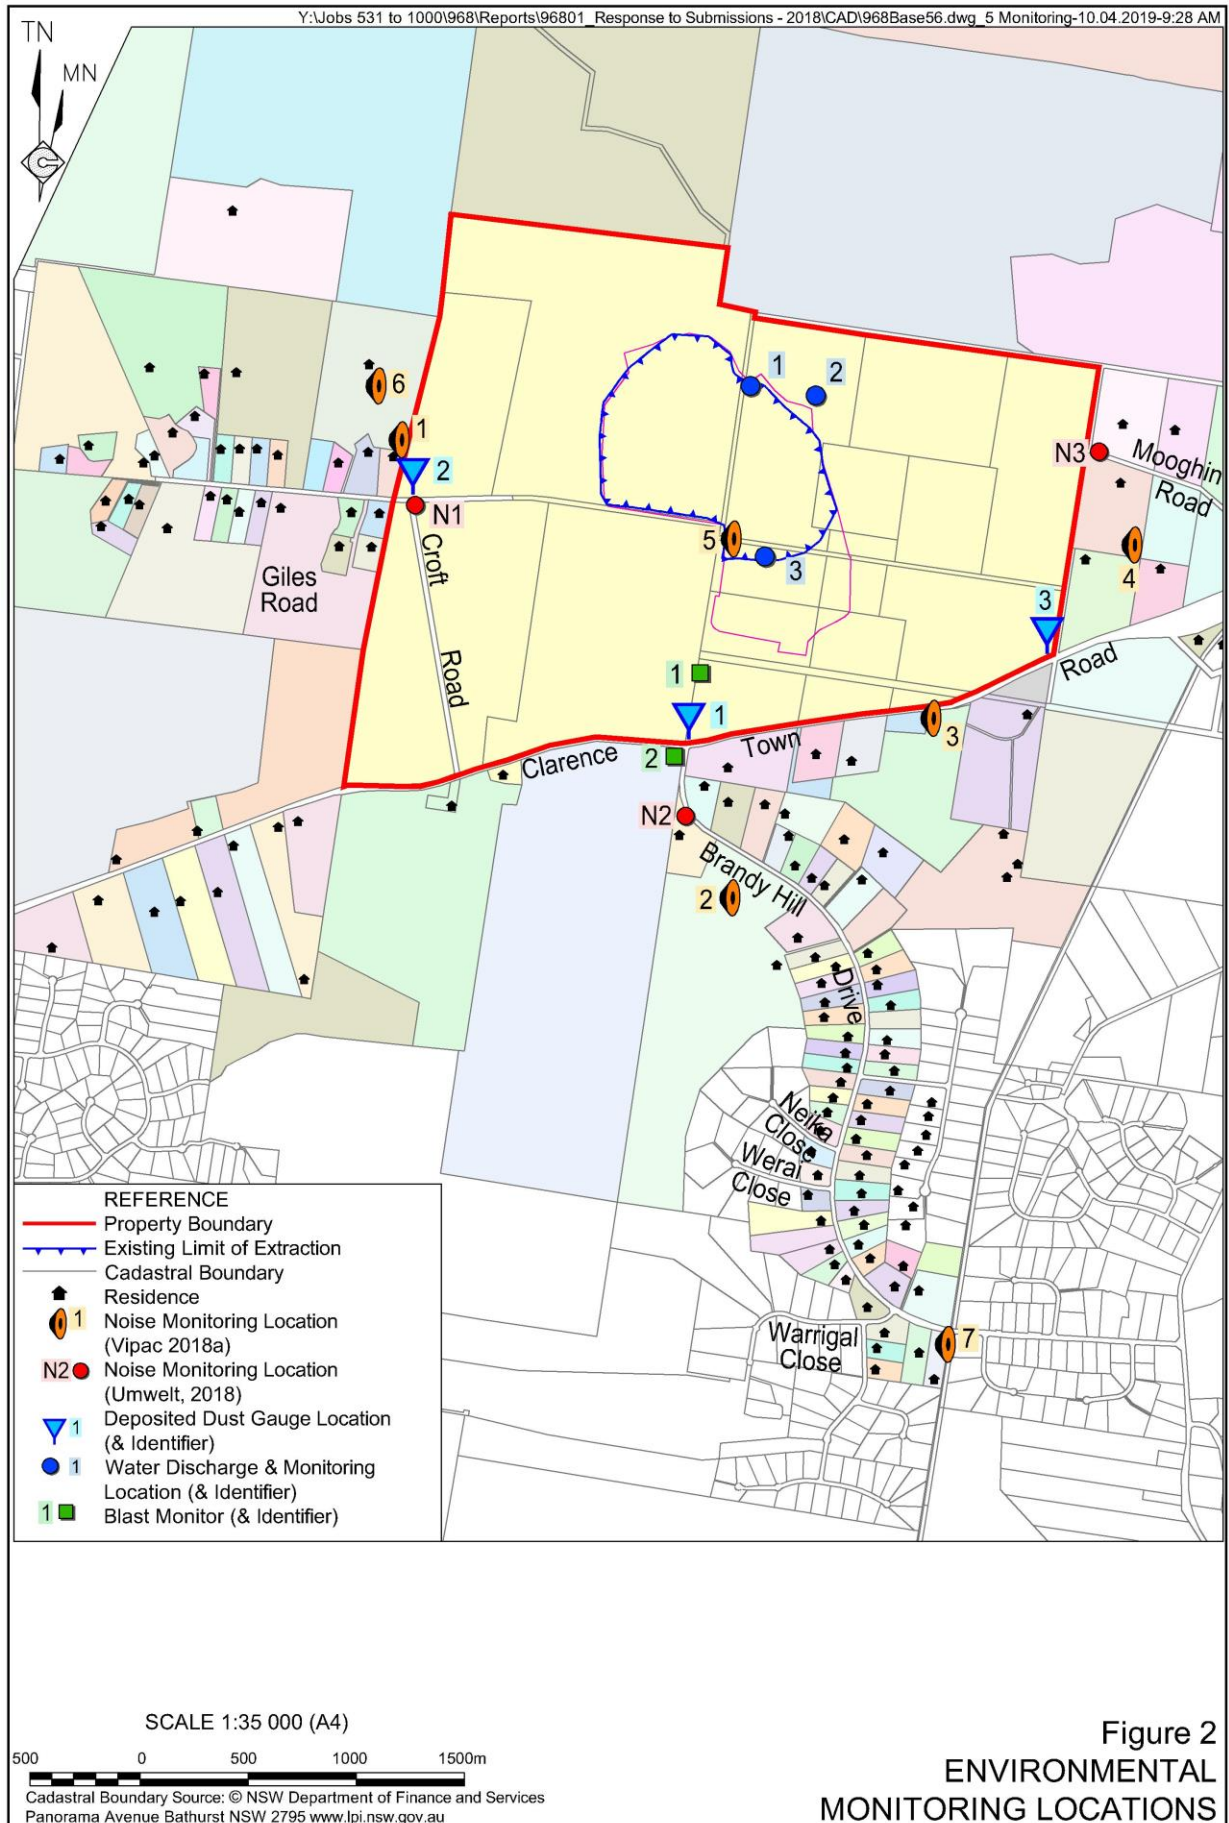 Y:\Jobs 531 to 1000\968\Reports\96801_Response to Submissions - 2018\CAD\968Base56.dwg_5 Monitoring-10.04.2019-9:28 AM
TN
MN
1
2
6
1
N3
Mooghin
Road
2
N1
5
3
4
Croft
Road
Giles
Road
3
Road
1
1
3
Town
Clarence
2
N2
Brandy Hill
Drive
2
Neika
Close
Werai
Close
Warrigal
Close
7
REFERENCE
Property Boundary
Existing Limit of Extraction
Cadastral Boundary
Residence
1
Noise Monitoring Location
(Vipac 2018a)
N2
Noise Monitoring Location
(Umwelt, 2018)
1
Deposited Dust Gauge Location
(& Identifier)
1
Water Discharge & Monitoring
Location (& Identifier)
1
Blast Monitor (& Identifier)
SCALE 1:35 000 (A4)
500 0 500 1000 1500m
Cadastral Boundary Source: © NSW Department of Finance and Services
Panorama Avenue Bathurst NSW 2795 www.lpi.nsw.gov.au
Figure 2
ENVIRONMENTAL
MONITORING LOCATIONS